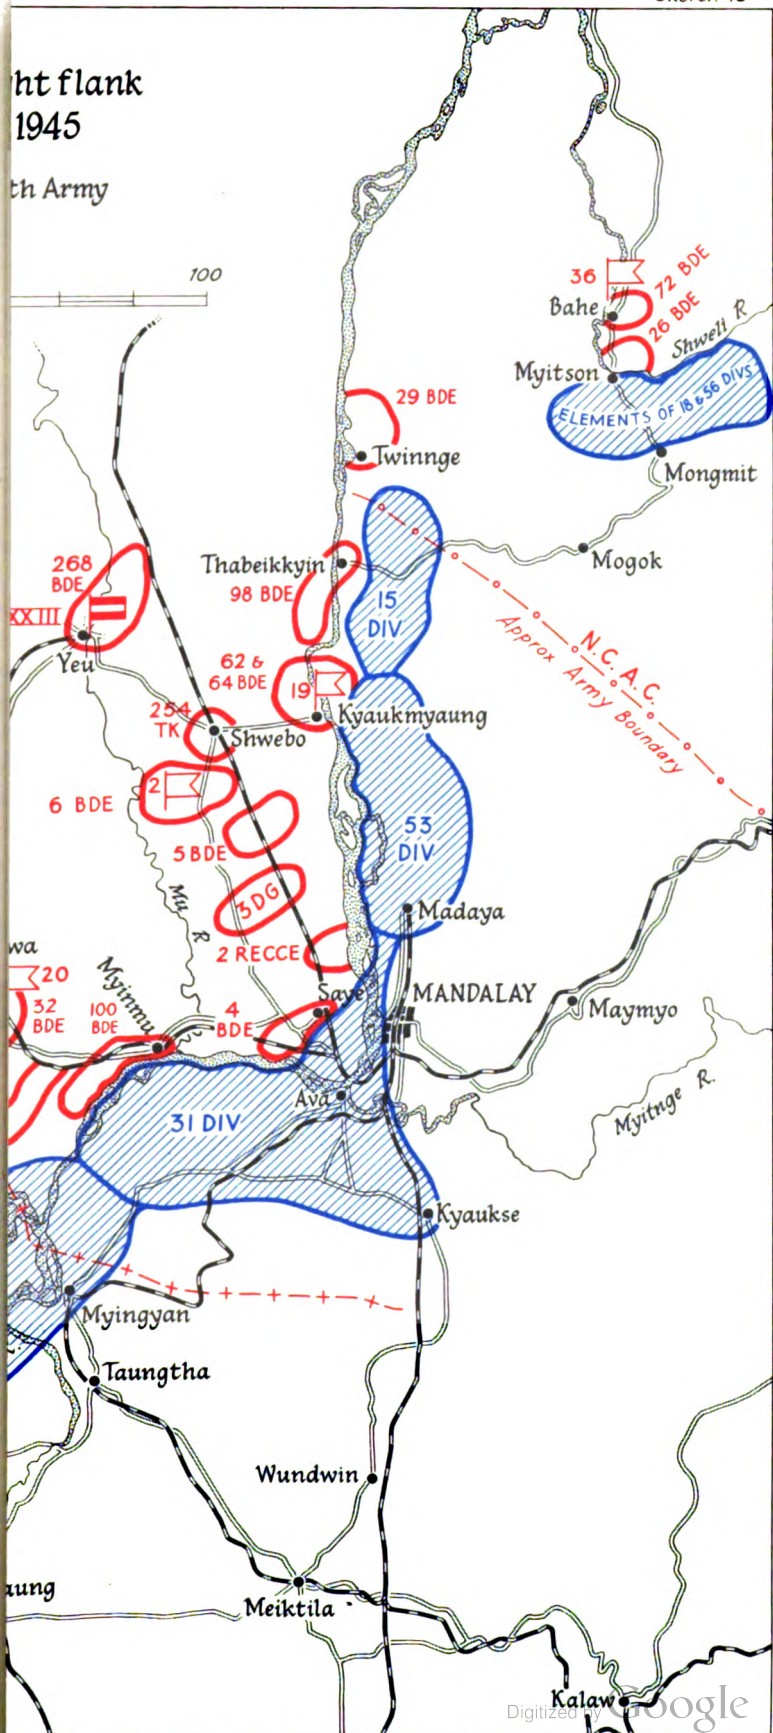 ht flank
1945
th Army
100
36
72 BDE
Bahe
26 BDE
Shweli R
Myitson
ELEMENTS OF 18 & 56 DIVS
29 BDE
Twinnge
Mongmit
268
BDE
Thabeikkyin
Mogok
98 BDE
15
DIV
XXIII
Yeu
N.C.A.C.
Approx Army Boundary
62 &
64 BDE
19
254
TK
Kyaukmyaung
Shwebo
2
6 BDE
5 BDE
53
DIV
3 DG
Mu R
Madaya
2 RECCE
wa
20
Myinmu
32
BDE
100
BDE
4
BDE
Saye
MANDALAY
Maymyo
Ava
Myitnge R.
31 DIV
Kyaukse
Myingyan
Taungtha
Wundwin
aung
Meiktila
Kalaw
Digitized by Google